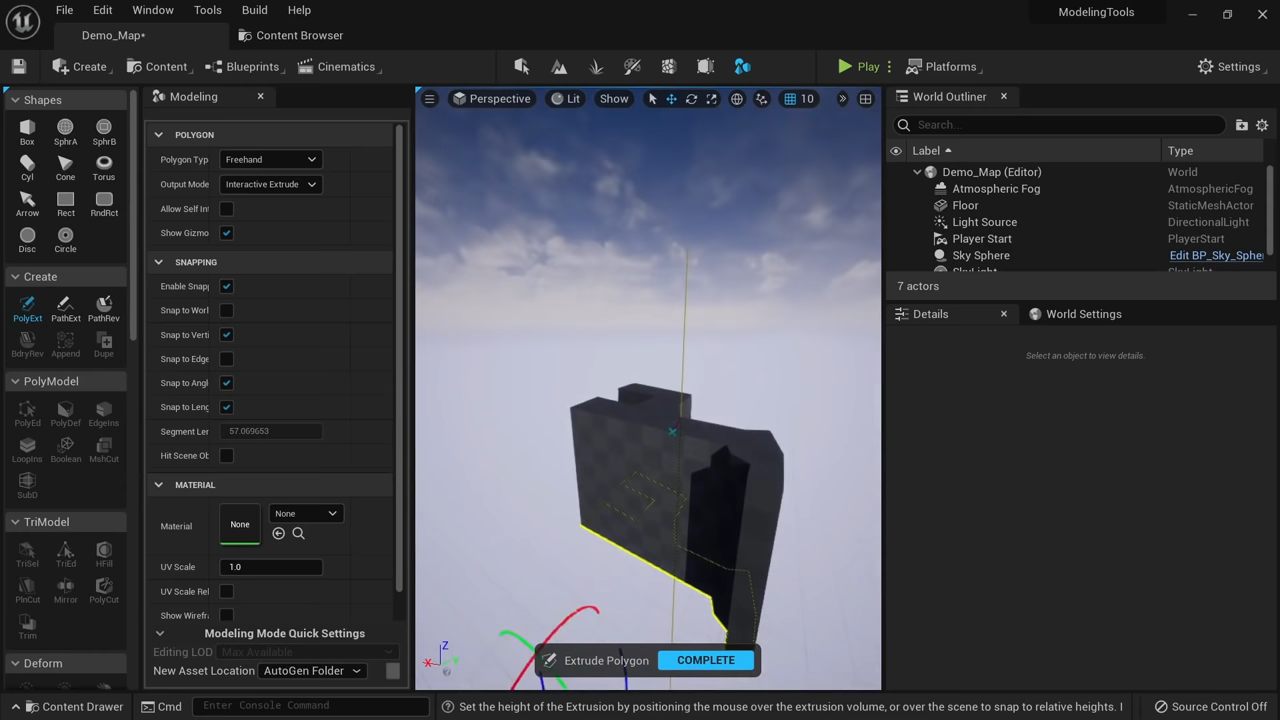 File Edit Window Tools Build Help
ModelingTools
Demo_Map*
Content Browser
Create
Content
Blueprints
Cinematics
Play
Platforms
Settings
Shapes
Box SphrA SphrB
Cyl Cone Torus
Arrow Rect RndRct
Disc Circle
Create
PolyExt PathExt PathRev
BdryRev Append Dupe
PolyModel
PolyEd PolyDef EdgeIns
LoopIns Boolean MshCut
SubD
TriModel
TriSel TriEd HFill
PlnCut Mirror PolyCut
Trim
Deform
Modeling
POLYGON
Polygon Typ Freehand
Output Mode Interactive Extrude
Allow Self Int
Show Gizmo
SNAPPING
Enable Snap
Snap to Worl
Snap to Verti
Snap to Edge
Snap to Angl
Snap to Leng
Segment Len 57.069653
Hit Scene Ob
MATERIAL
Material None None
UV Scale 1.0
UV Scale Rel
Show Wirefr
Modeling Mode Quick Settings
Editing LOD Max Available
New Asset Location AutoGen Folder
Perspective Lit Show 10
Z
X Y
Extrude Polygon COMPLETE
World Outliner
Search...
Label Type
Demo_Map (Editor) World
Atmospheric Fog AtmosphericFog
Floor StaticMeshActor
Light Source DirectionalLight
Player Start PlayerStart
Sky Sphere Edit BP_Sky_Sphe
SkyLight SkyLight
7 actors
Details
World Settings
Select an object to view details.
Content Drawer
Cmd
Enter Console Command
Set the height of the Extrusion by positioning the mouse over the extrusion volume, or over the scene to snap to relative heights. I
Source Control Off